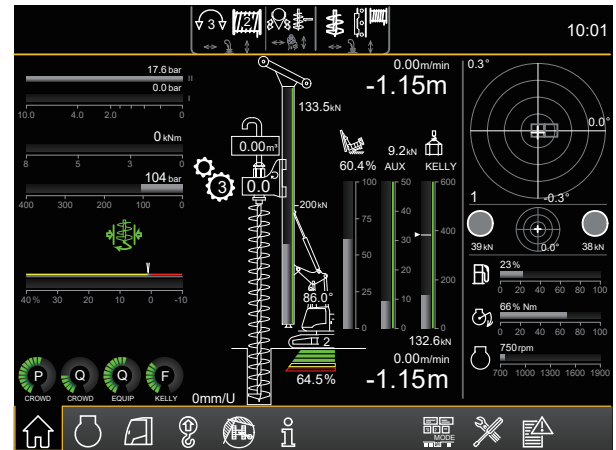 3 2 10:01
17.6 bar II
0.0 bar I
10.0 4.0 2.0 0
0 kNm
8 5 3 0
104 bar
400 300 200 100 0
40 % 30 20 10 0 -10
P Q Q F
CROWD CROWD EQUIP KELLY
0.00m/min
-1.15m
133.5kN
0.00m³
3 0.0
200kN
86.0°
2
64.5%
0mm/U
9.2kN
60.4% AUX KELLY
100 50 600
75 40 400
50 30
25 20 200
10
0 0 0
132.6kN
0.00m/min
-1.15m
0.3°
0.0°
-0.3°
1
39kN 0.0° 38kN
23%
0 20 40 60 80 100
66% Nm
0 20 40 60 80 100
750rpm
700 1000 1300 1600 1900
i MODE